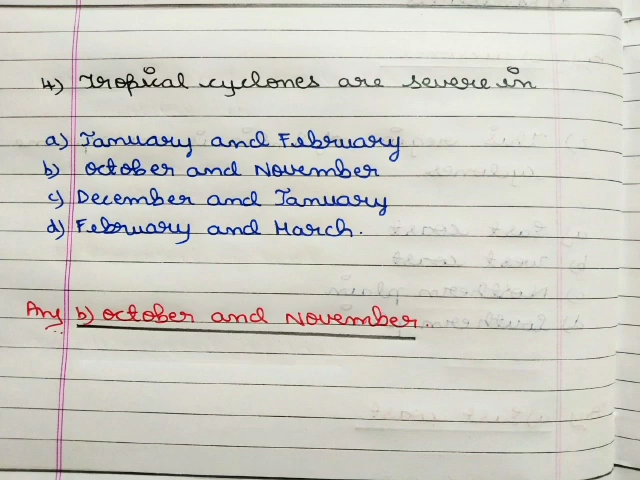 4) Tropical cyclones are severe in
a) January and February
b) october and November
c) December and January
d) February and March.
Ans b) october and November.